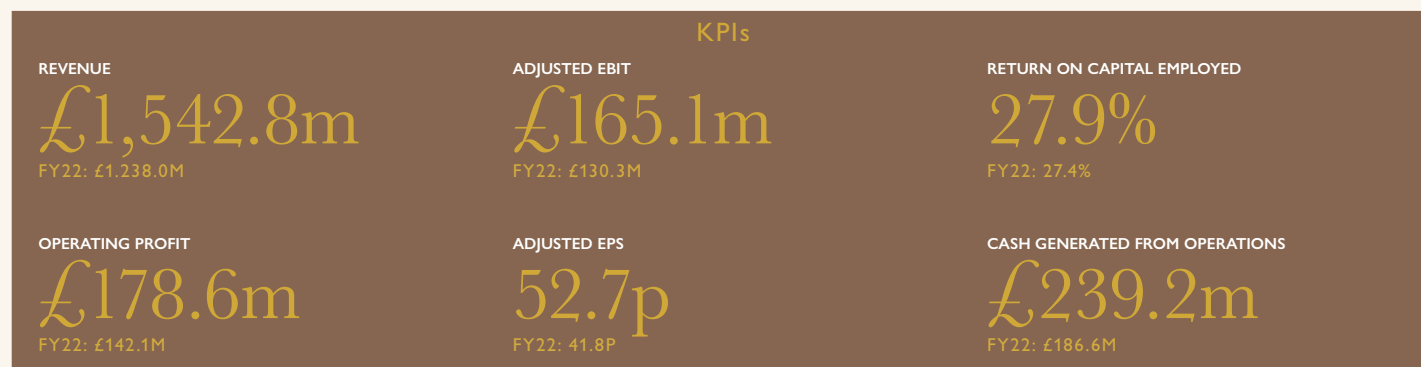 KPIs
REVENUE
£1,542.8m
FY22: £1.238.0M
ADJUSTED EBIT
£165.1m
FY22: £130.3M
RETURN ON CAPITAL EMPLOYED
27.9%
FY22: 27.4%
OPERATING PROFIT
£178.6m
FY22: £142.1M
ADJUSTED EPS
52.7p
FY22: 41.8P
CASH GENERATED FROM OPERATIONS
£239.2m
FY22: £186.6M